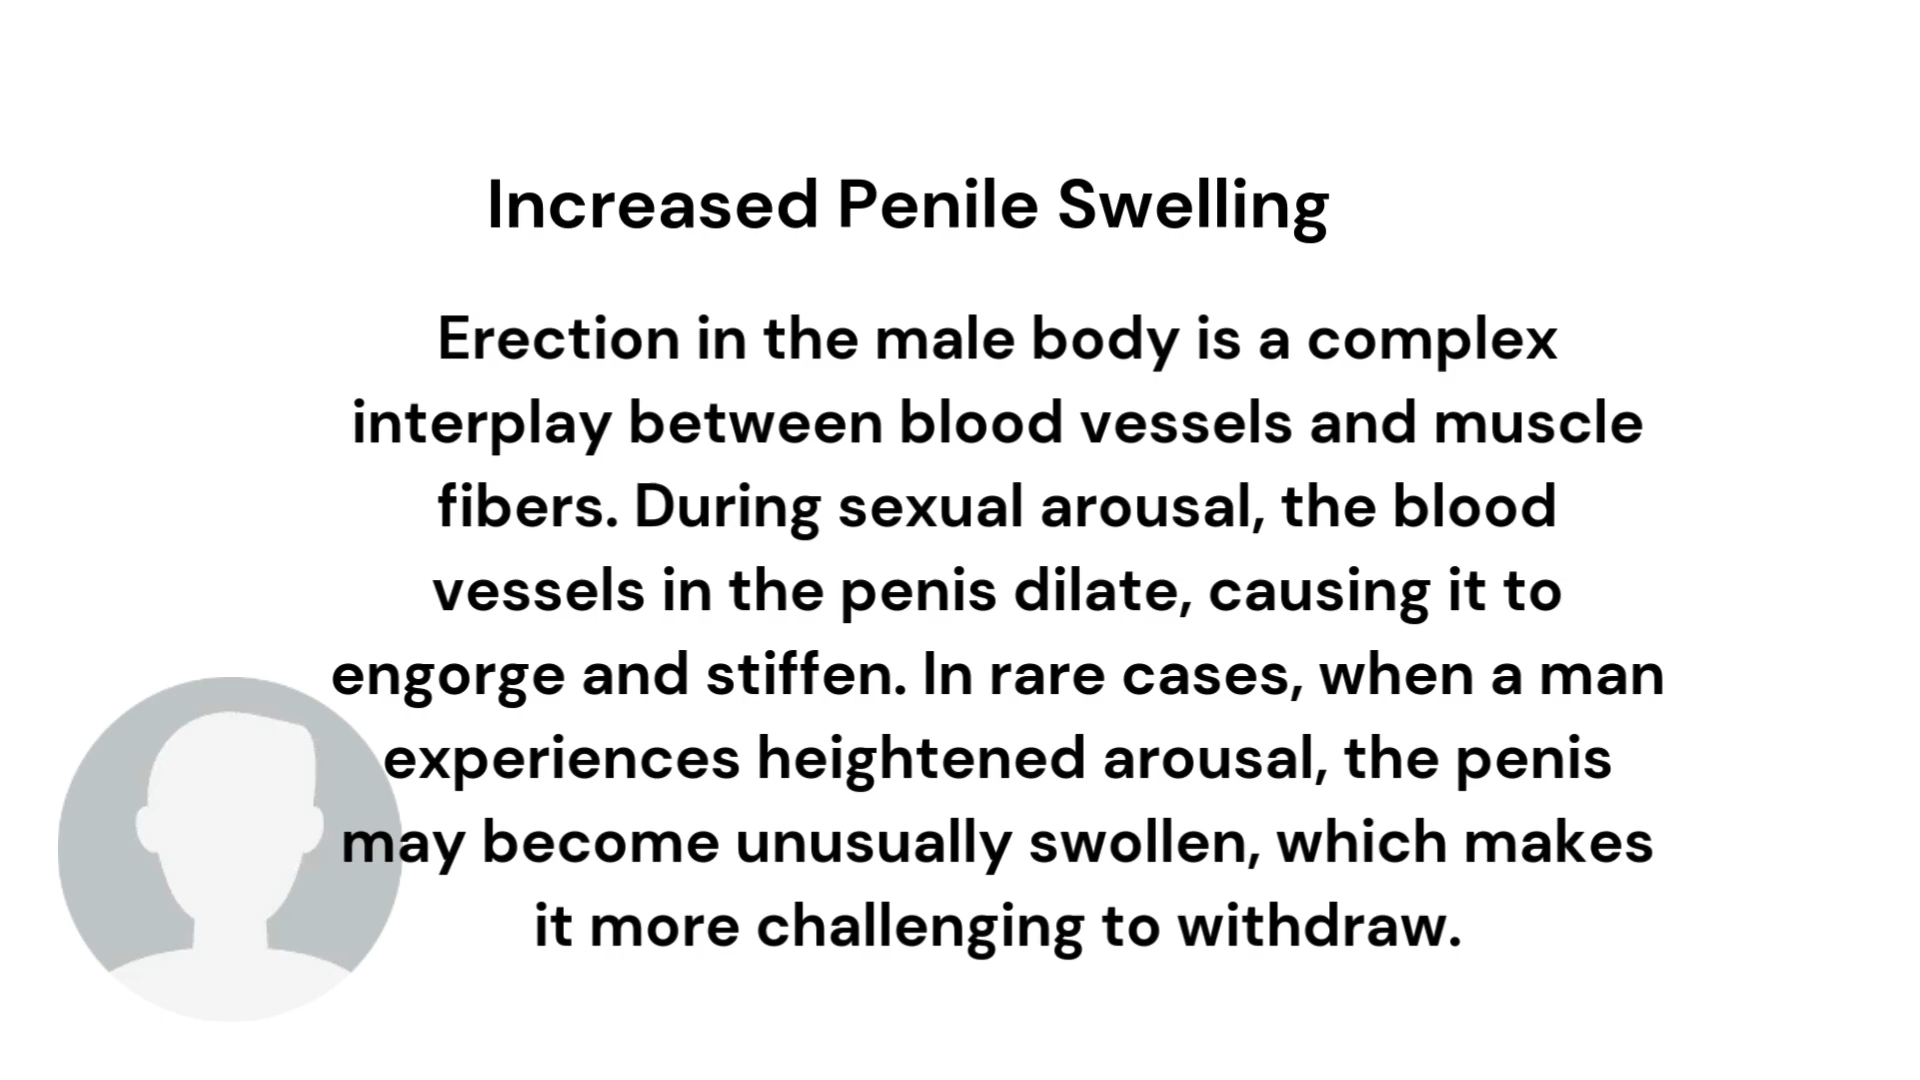 Increased Penile Swelling
Erection in the male body is a complex
interplay between blood vessels and muscle
fibers. During sexual arousal, the blood
vessels in the penis dilate, causing it to
engorge and stiffen. In rare cases, when a man
experiences heightened arousal, the penis
may become unusually swollen, which makes
it more challenging to withdraw.